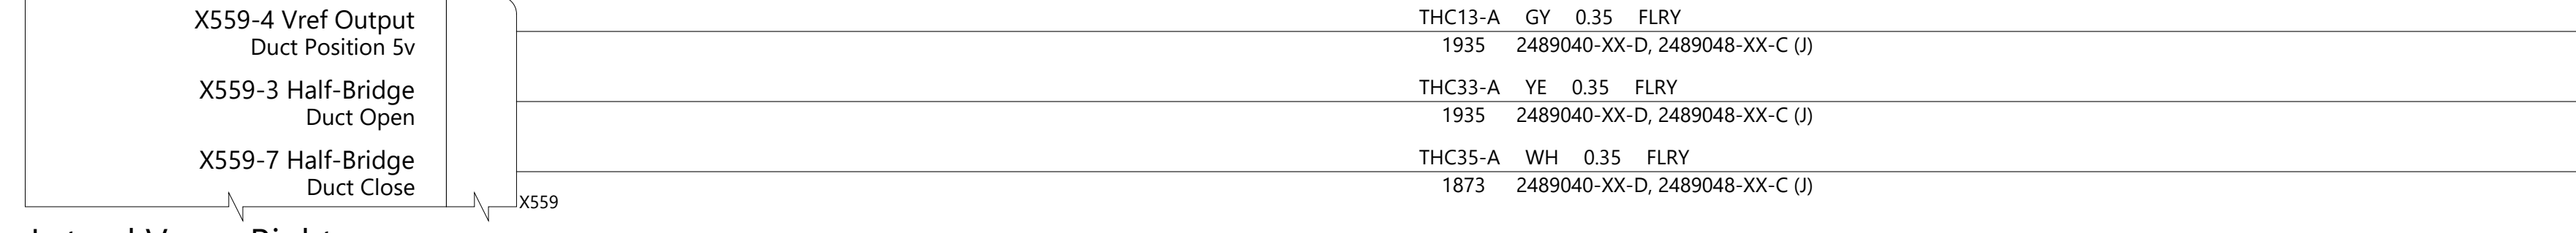 X559-4 Vref Output
Duct Position 5v
THC13-A GY 0.35 FLRY
1935 2489040-XX-D, 2489048-XX-C (J)
X559-3 Half-Bridge
Duct Open
THC33-A YE 0.35 FLRY
1935 2489040-XX-D, 2489048-XX-C (J)
X559-7 Half-Bridge
Duct Close
THC35-A WH 0.35 FLRY
1873 2489040-XX-D, 2489048-XX-C (J)
X559